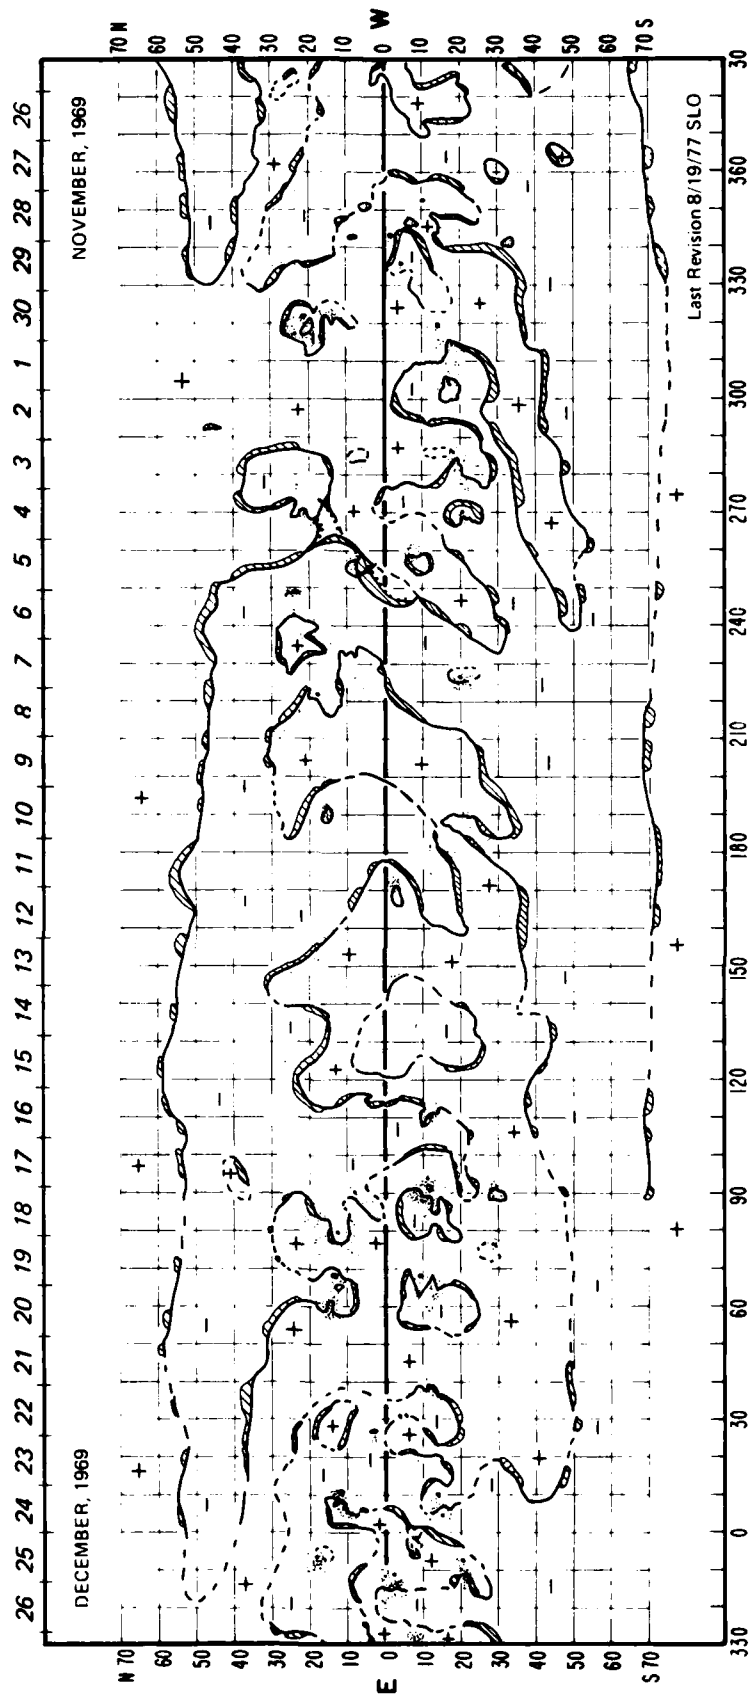 26 25 24 23 22 21 20 19 18 17 16 15 14 13 12 11 10 9 8 7 6 5 4 3 2 1 30 29 28 27 26
DECEMBER, 1969 NOVEMBER, 1969
N 70 70 N
60 60
50 50
40 40
30 30
20 20
10 10
E 0 0 W
10 10
20 20
30 30
40 40
50 50
60 60
S 70 70 S
Last Revision 8/19/77 SLO
330 0 30 60 90 120 150 180 210 240 270 300 330 360 30